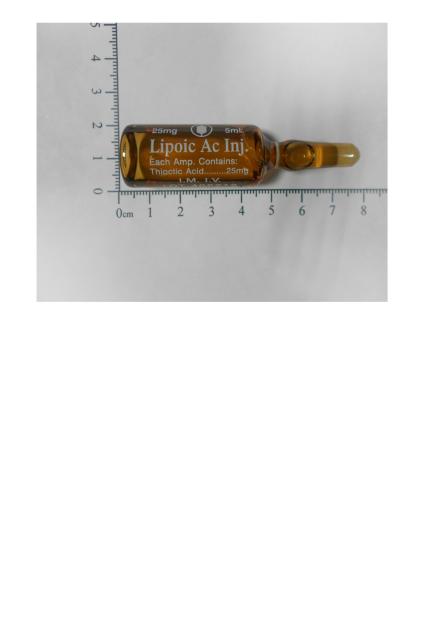 5
4
3
2
1
0
25mg 5mL
Lipoic Ac Inj.
Each Amp. Contains:
Thioctic Acid........25mg
I.M. I.V.
0cm 1 2 3 4 5 6 7 8